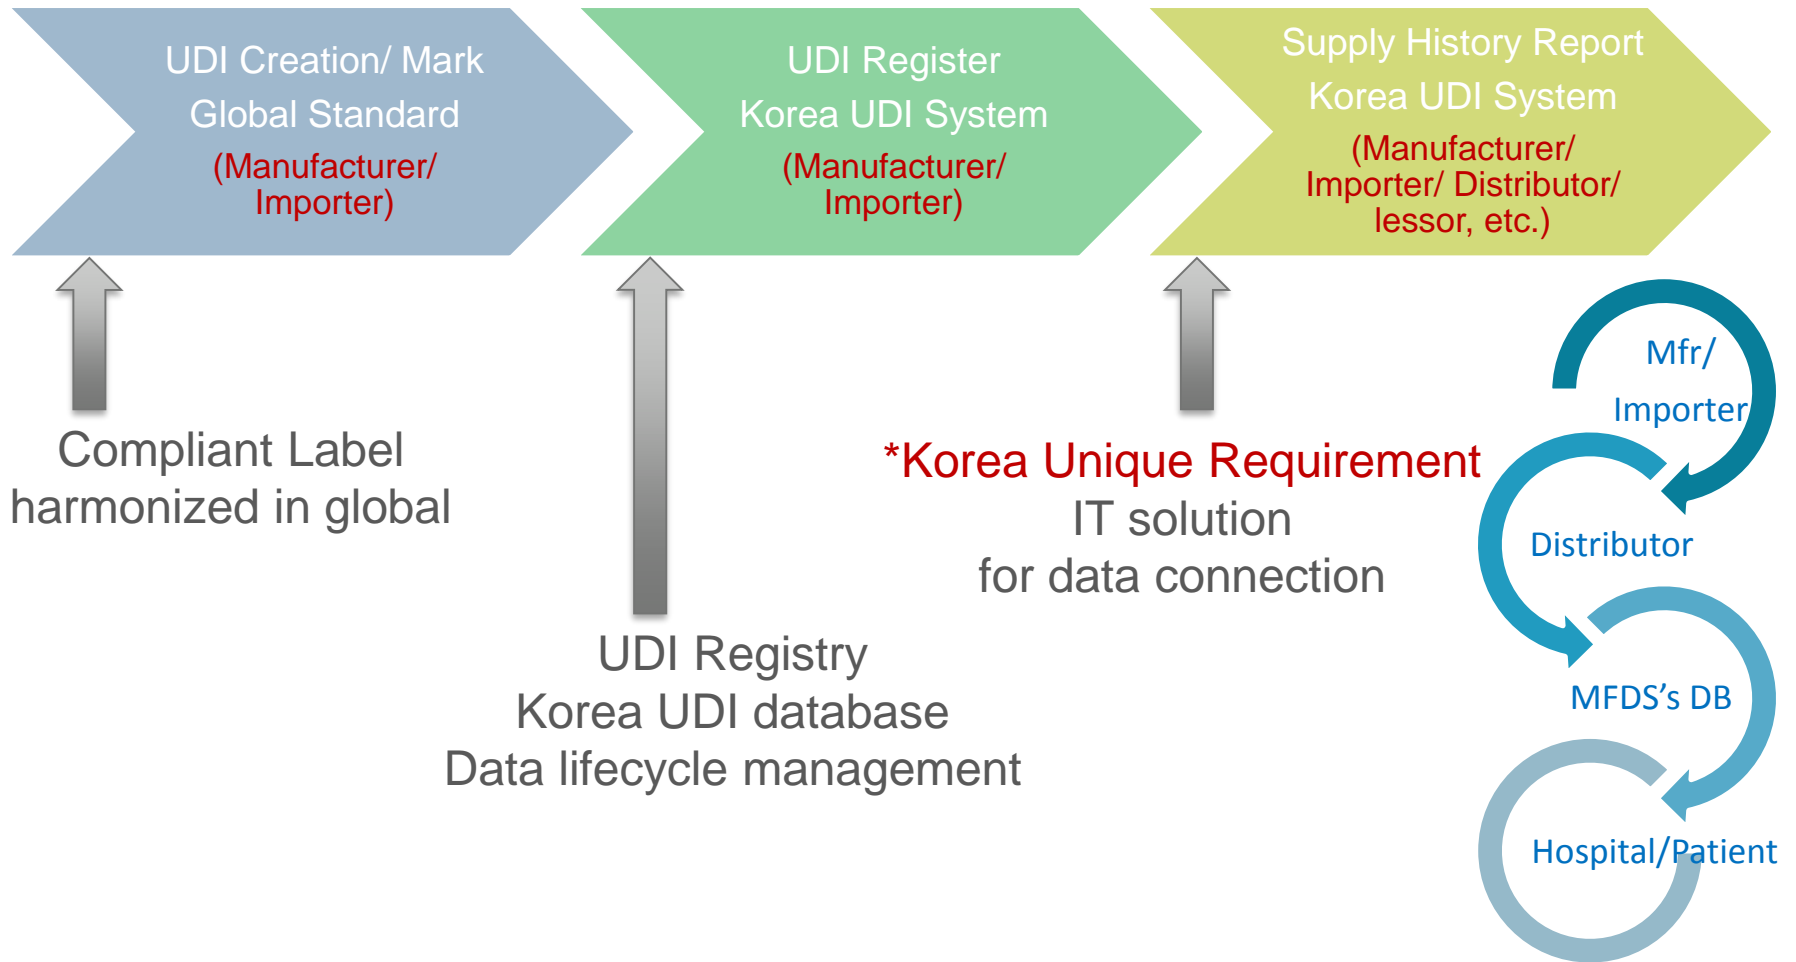 UDI Creation/ Mark
Global Standard
(Manufacturer/
Importer)
UDI Register
Korea UDI System
(Manufacturer/
Importer)
Supply History Report
Korea UDI System
(Manufacturer/
Importer/ Distributor/
lessor, etc.)
Compliant Label
harmonized in global
UDI Registry
Korea UDI database
Data lifecycle management
*Korea Unique Requirement
IT solution
for data connection
Mfr/
Importer
Distributor
MFDS’s DB
Hospital/Patient